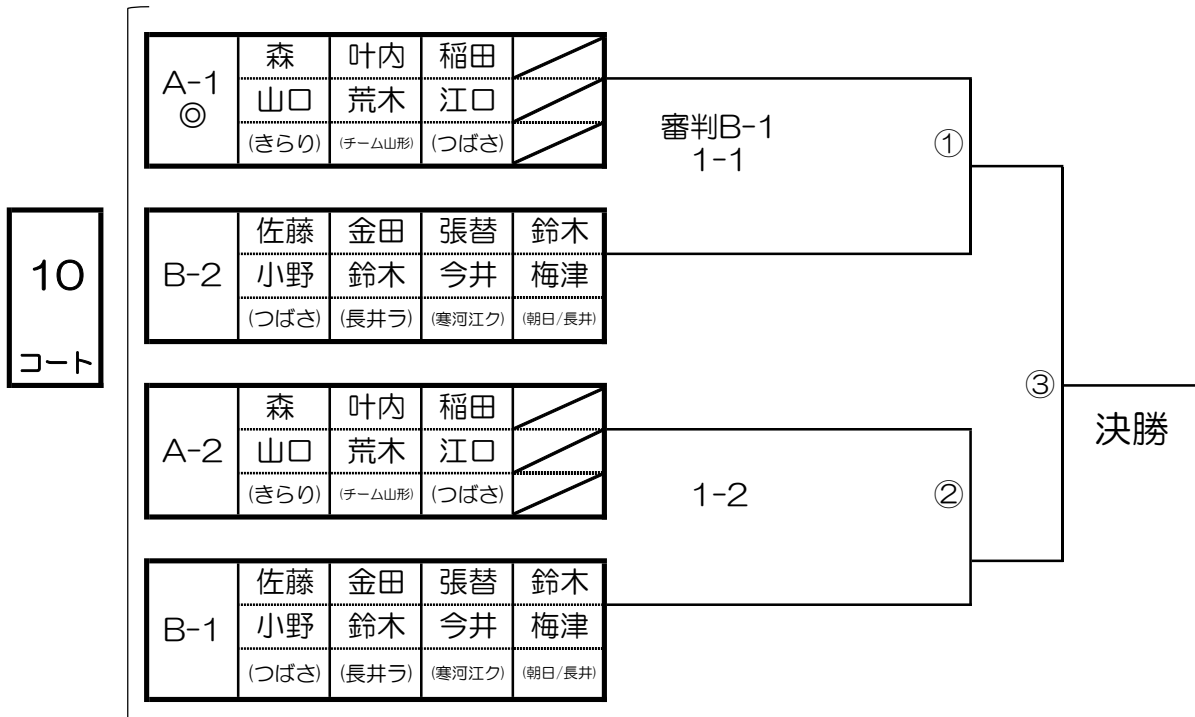 10
コート
A-1
◎
森 叶内 稲田
山口 荒木 江口
(きらり) (チーム山形) (つばさ)
審判B-1
1-1
①
B-2
佐藤 金田 張替 鈴木
小野 鈴木 今井 梅津
(つばさ) (長井ラ) (寒河江ク) (朝日/長井)
A-2
森 叶内 稲田
山口 荒木 江口
(きらり) (チーム山形) (つばさ)
1-2
②
B-1
佐藤 金田 張替 鈴木
小野 鈴木 今井 梅津
(つばさ) (長井ラ) (寒河江ク) (朝日/長井)
③
決勝